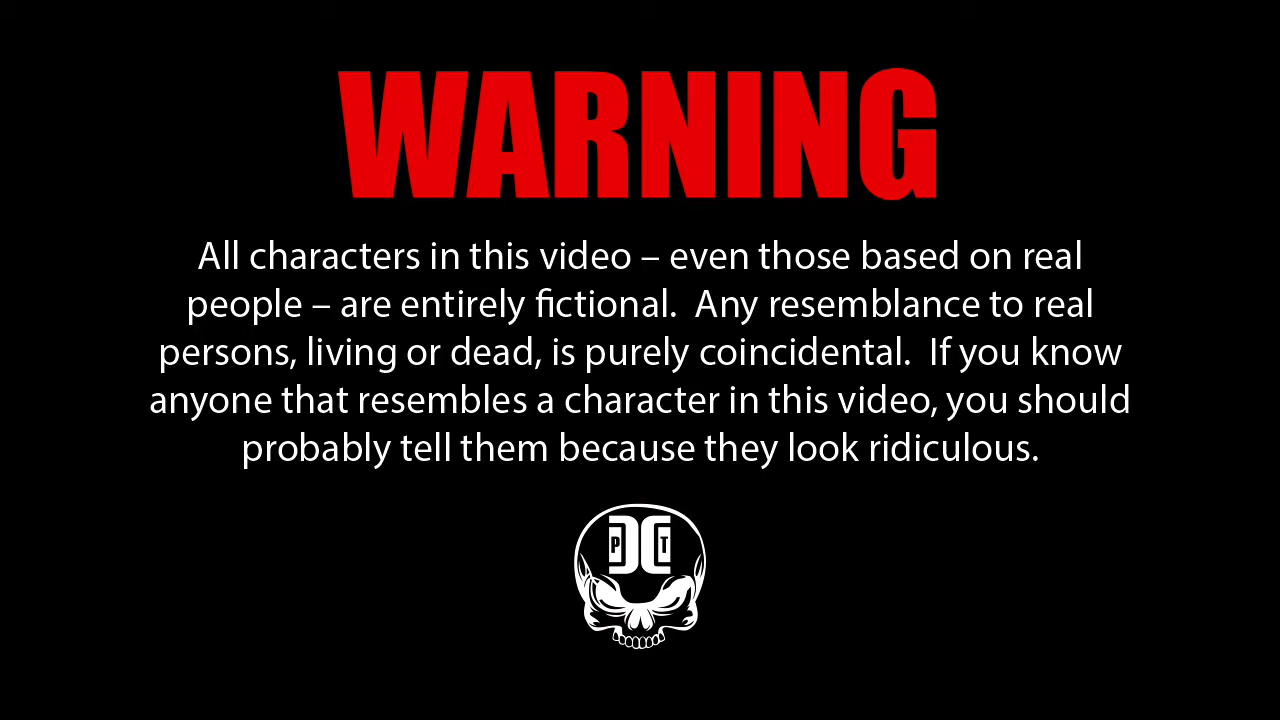 WARNING
All characters in this video – even those based on real
people – are entirely fictional.  Any resemblance to real
persons, living or dead, is purely coincidental.  If you know
anyone that resembles a character in this video, you should
probably tell them because they look ridiculous.
P T